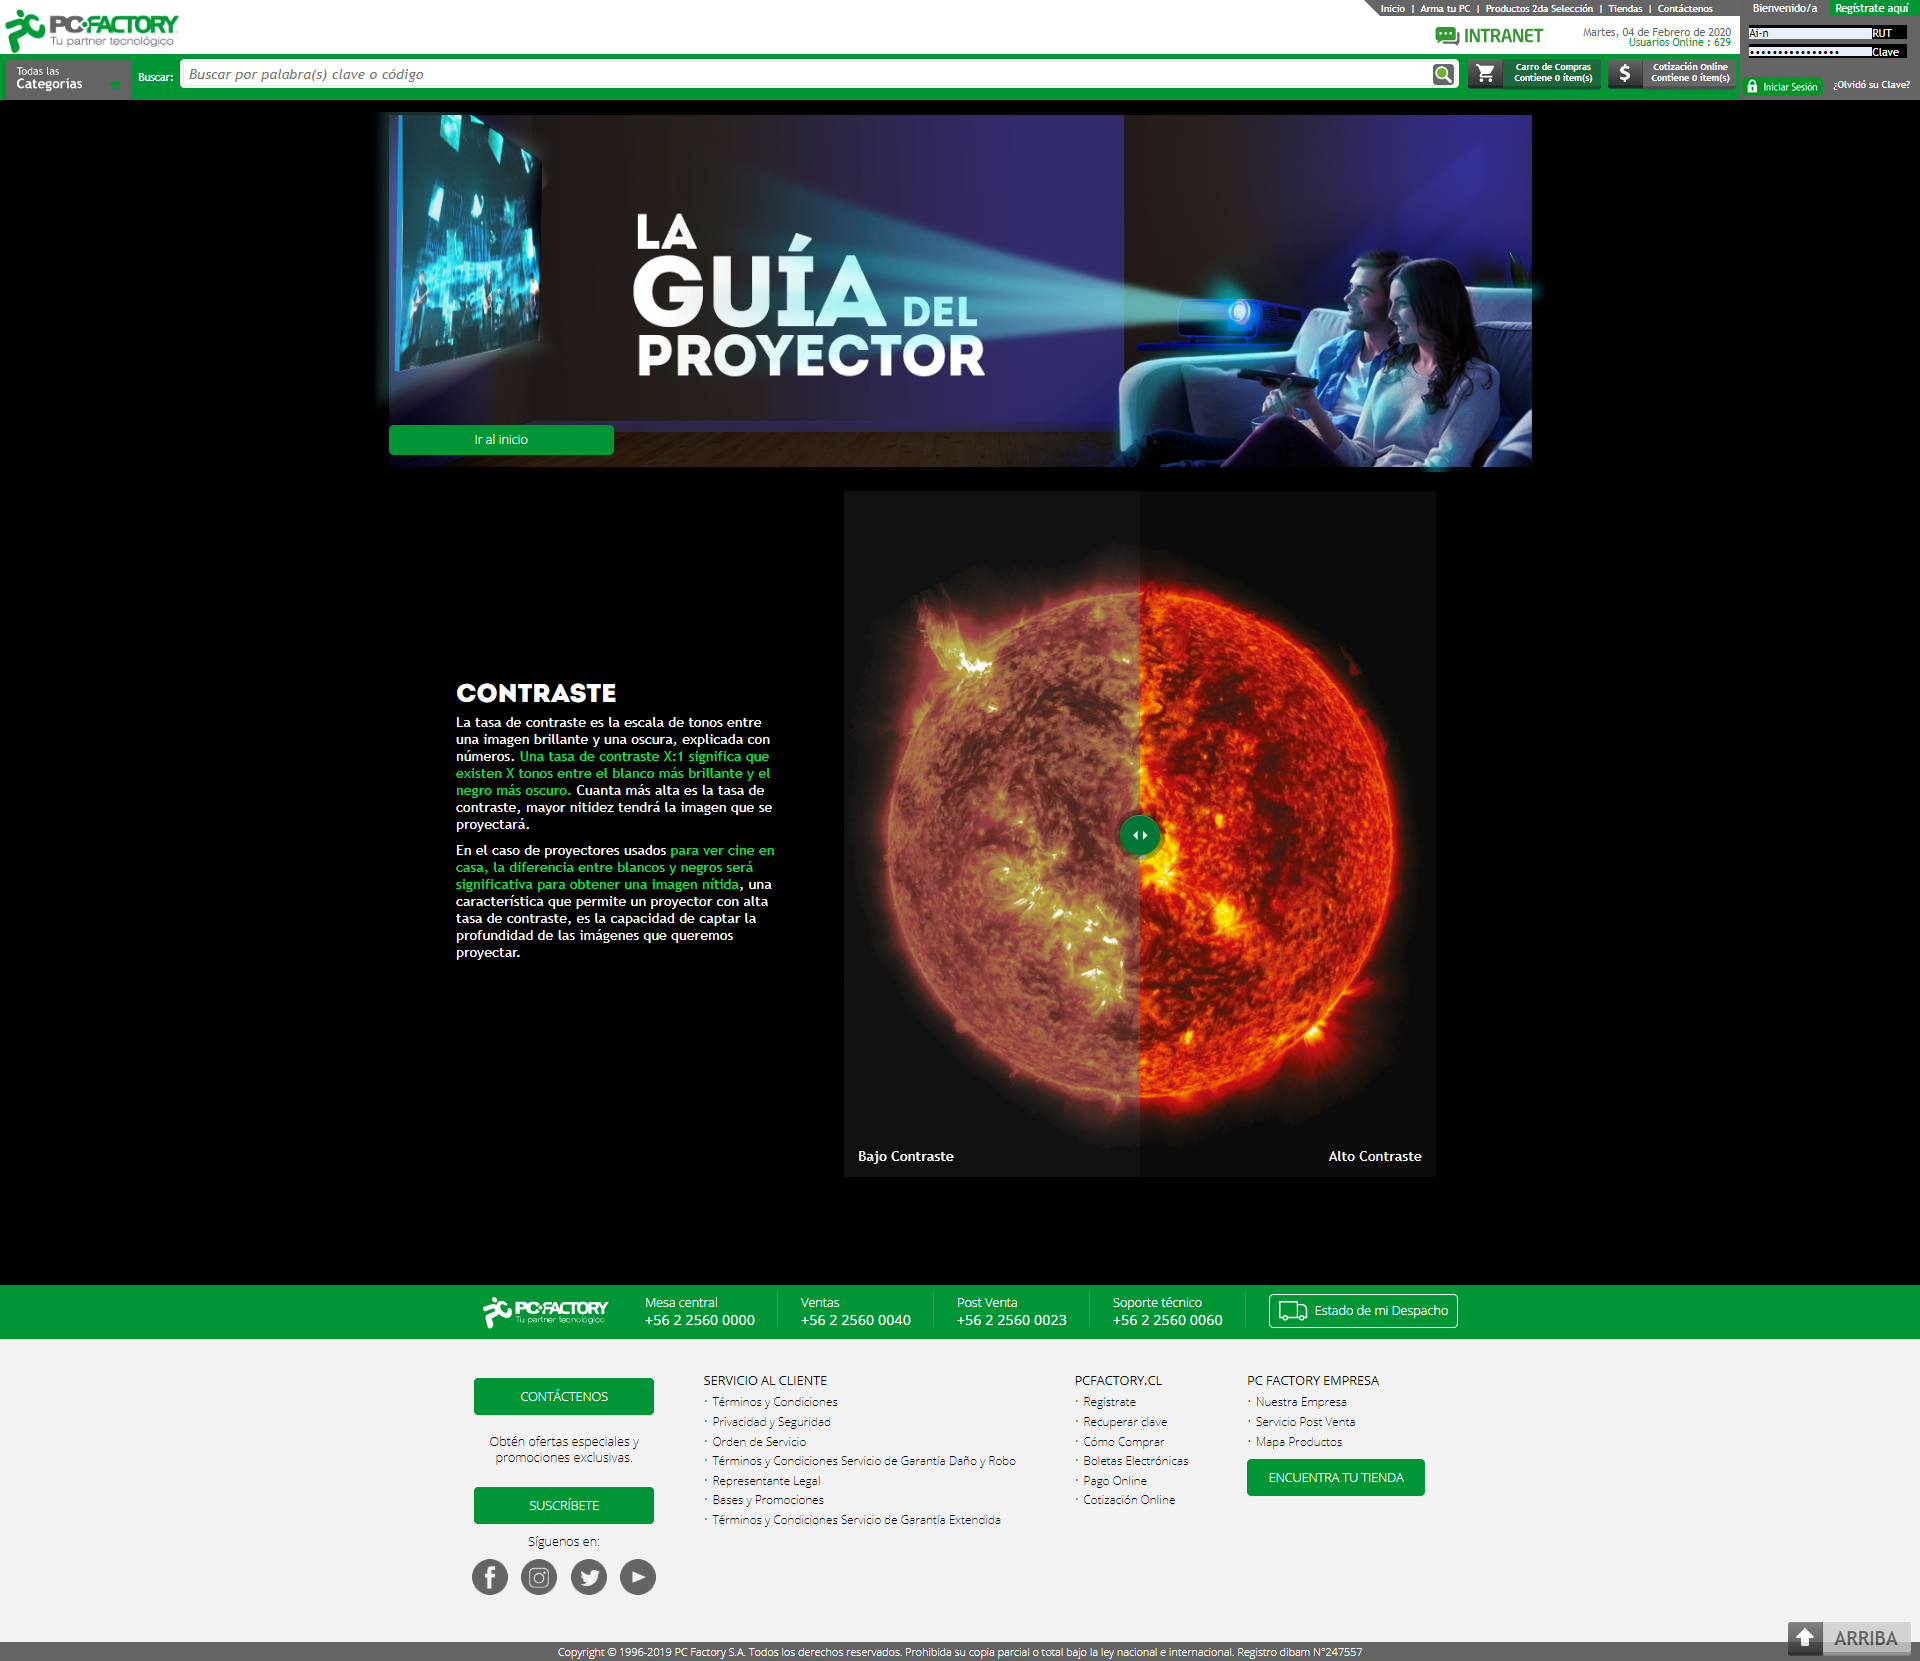 PC FACTORY
Tu partner tecnológico
Inicio | Arma tu PC | Productos 2da Selección | Tiendas | Contáctenos
INTRANET
Martes, 04 de Febrero de 2020
Usuarios Online : 629
Bienvenido/a
Regístrate aquí
Ai-n
RUT
Clave
Iniciar Sesión
¿Olvidó su Clave?
Todas las
Categorías
Buscar:
Buscar por palabra(s) clave o código
Carro de Compras
Contiene 0 ítem(s)
$
Cotización Online
Contiene 0 ítem(s)
LA
GUÍA DEL
PROYECTOR
Ir al inicio
CONTRASTE
La tasa de contraste es la escala de tonos entre
una imagen brillante y una oscura, explicada con
números. Una tasa de contraste X:1 significa que
existen X tonos entre el blanco más brillante y el
negro más oscuro. Cuanta más alta es la tasa de
contraste, mayor nitidez tendrá la imagen que se
proyectará.
En el caso de proyectores usados para ver cine en
casa, la diferencia entre blancos y negros será
significativa para obtener una imagen nítida, una
característica que permite un proyector con alta
tasa de contraste, es la capacidad de captar la
profundidad de las imágenes que queremos
proyectar.
Bajo Contraste
Alto Contraste
PC FACTORY
Tu partner tecnológico
Mesa central
+56 2 2560 0000
Ventas
+56 2 2560 0040
Post Venta
+56 2 2560 0023
Soporte técnico
+56 2 2560 0060
Estado de mi Despacho
CONTÁCTENOS
Obtén ofertas especiales y
promociones exclusivas.
SUSCRÍBETE
Síguenos en:
SERVICIO AL CLIENTE
· Términos y Condiciones
· Privacidad y Seguridad
· Orden de Servicio
· Términos y Condiciones Servicio de Garantía Daño y Robo
· Representante Legal
· Bases y Promociones
· Términos y Condiciones Servicio de Garantía Extendida
PCFACTORY.CL
· Regístrate
· Recuperar clave
· Cómo Comprar
· Boletas Electrónicas
· Pago Online
· Cotización Online
PC FACTORY EMPRESA
· Nuestra Empresa
· Servicio Post Venta
· Mapa Productos
ENCUENTRA TU TIENDA
ARRIBA
Copyright © 1996-2019 PC Factory S.A. Todos los derechos reservados. Prohibida su copia parcial o total bajo la ley nacional e internacional. Registro dibam N°247557